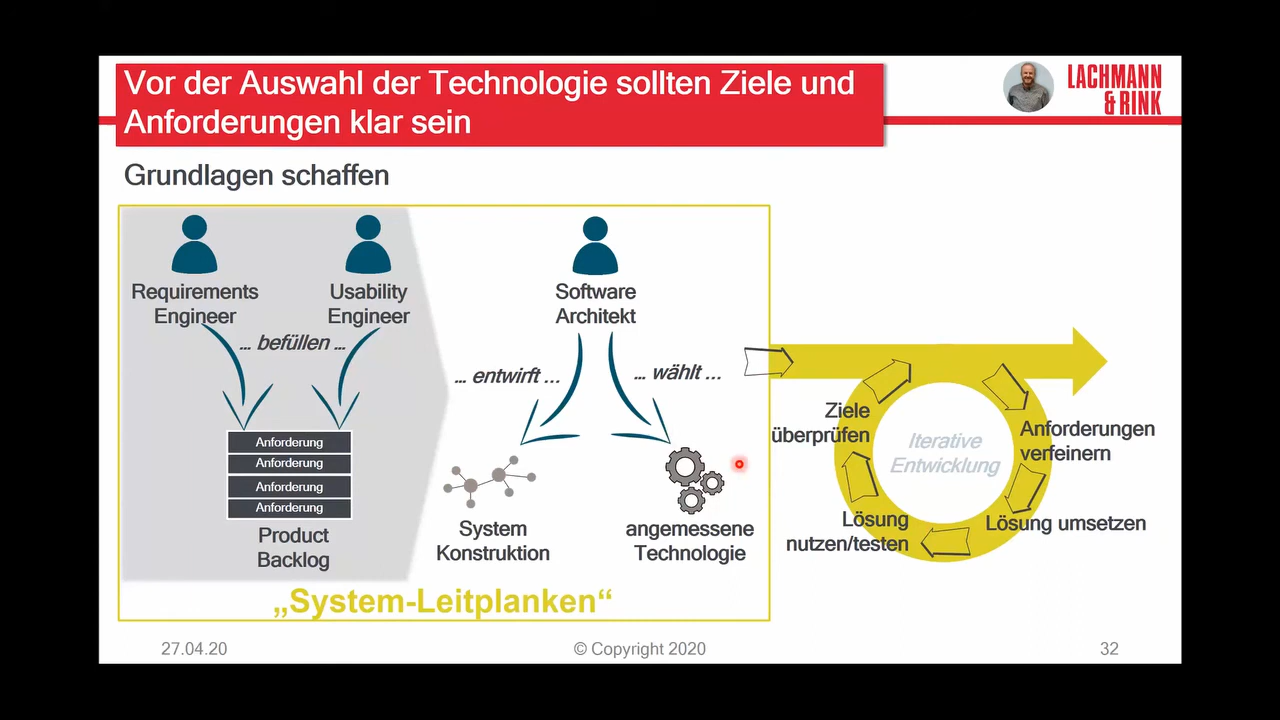 Vor der Auswahl der Technologie sollten Ziele und
Anforderungen klar sein
LACHMANN
& RINK
Grundlagen schaffen
Requirements
Engineer
Usability
Engineer
Software
Architekt
... befüllen ...
... entwirft ...
... wählt ...
Anforderung
Anforderung
Anforderung
Anforderung
Product
Backlog
System
Konstruktion
angemessene
Technologie
„System-Leitplanken“
Ziele
überprüfen
Iterative
Entwicklung
Anforderungen
verfeinern
Lösung
nutzen/testen
Lösung umsetzen
27.04.20
© Copyright 2020
32